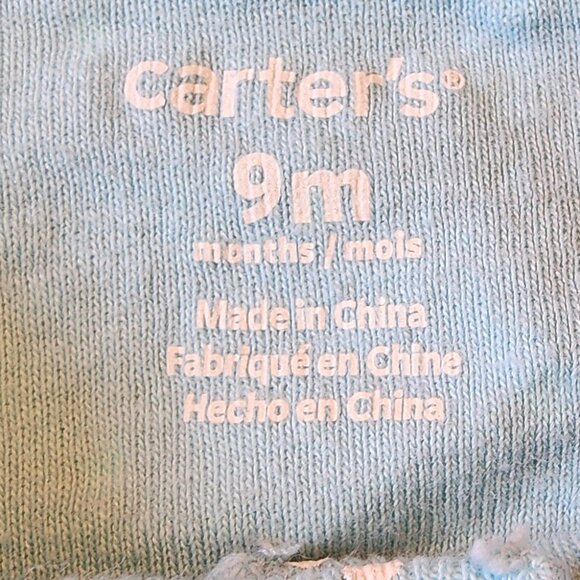 carter's®
9m
months / mois
Made in China
Fabriqué en Chine
Hecho en China